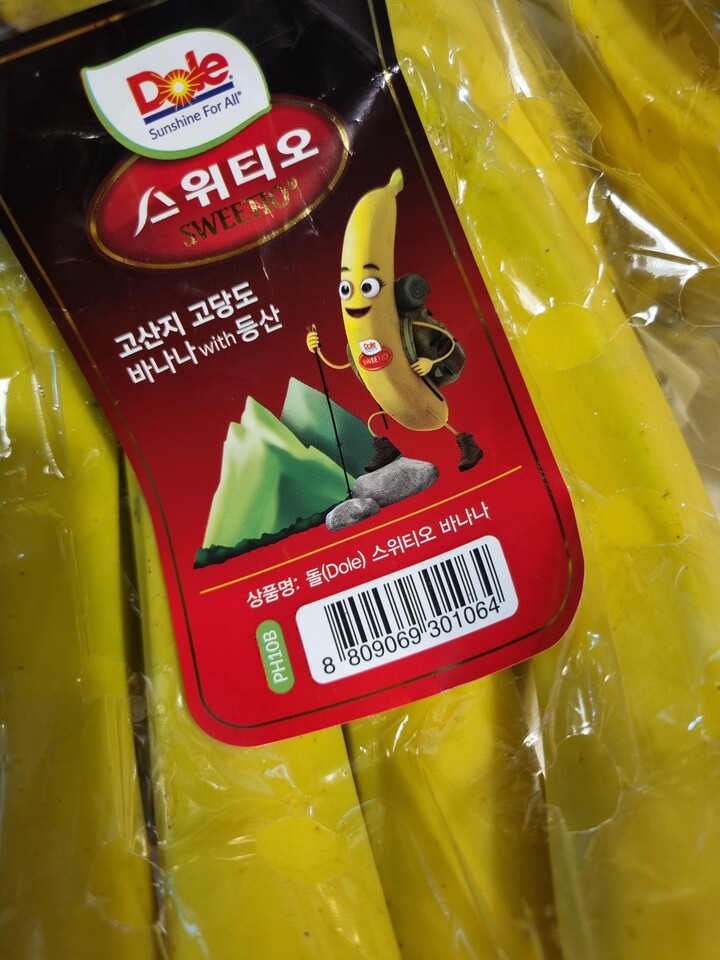 Dole
Sunshine For All®
스위티오
SWEETIO®
고산지 고당도
바나나 with 등산
Dole
SWEETIO
상품명: 돌(Dole) 스위티오 바나나
PH10B
8 809069 301064